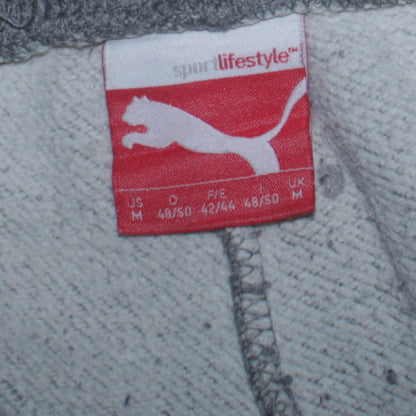 sportlifestyle™
US D F/E I UK
M 48/50 42/44 48/50 M